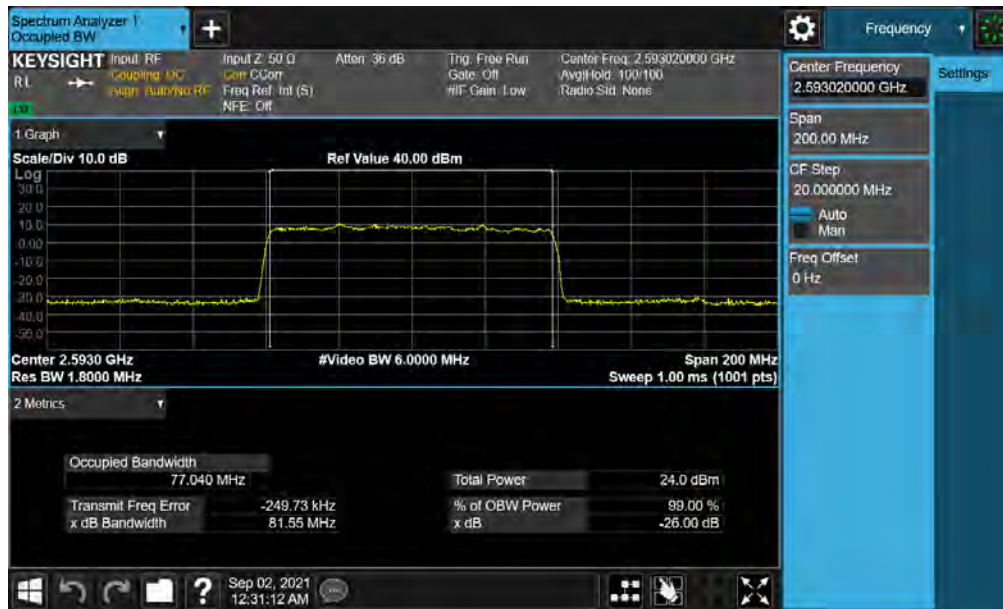 Spectrum Analyzer 1
Occupied BW
Frequency
KEYSIGHT Input: RF Input Z: 50 Ω Atten: 36 dB Trig: Free Run Center Freq: 2.593020000 GHz
RL Coupling: DC Corr CCorr Gate: Off Avg|Hold: 100/100
Align: Auto/No RF Freq Ref: Int (S) #IF Gain: Low Radio Std: None
NFE: Off
Center Frequency
2.593020000 GHz
Settings
Span
200.00 MHz
CF Step
20.000000 MHz
Auto
Man
Freq Offset
0 Hz
1 Graph
Scale/Div 10.0 dB Ref Value 40.00 dBm
Log
30.0
20.0
10.0
0.00
-10.0
-20.0
-30.0
-40.0
-50.0
Center 2.5930 GHz #Video BW 6.0000 MHz Span 200 MHz
Res BW 1.8000 MHz Sweep 1.00 ms (1001 pts)
2 Metrics
Occupied Bandwidth
77.040 MHz Total Power 24.0 dBm
Transmit Freq Error -249.73 kHz % of OBW Power 99.00 %
x dB Bandwidth 81.55 MHz x dB -26.00 dB
? Sep 02, 2021
12:31:12 AM